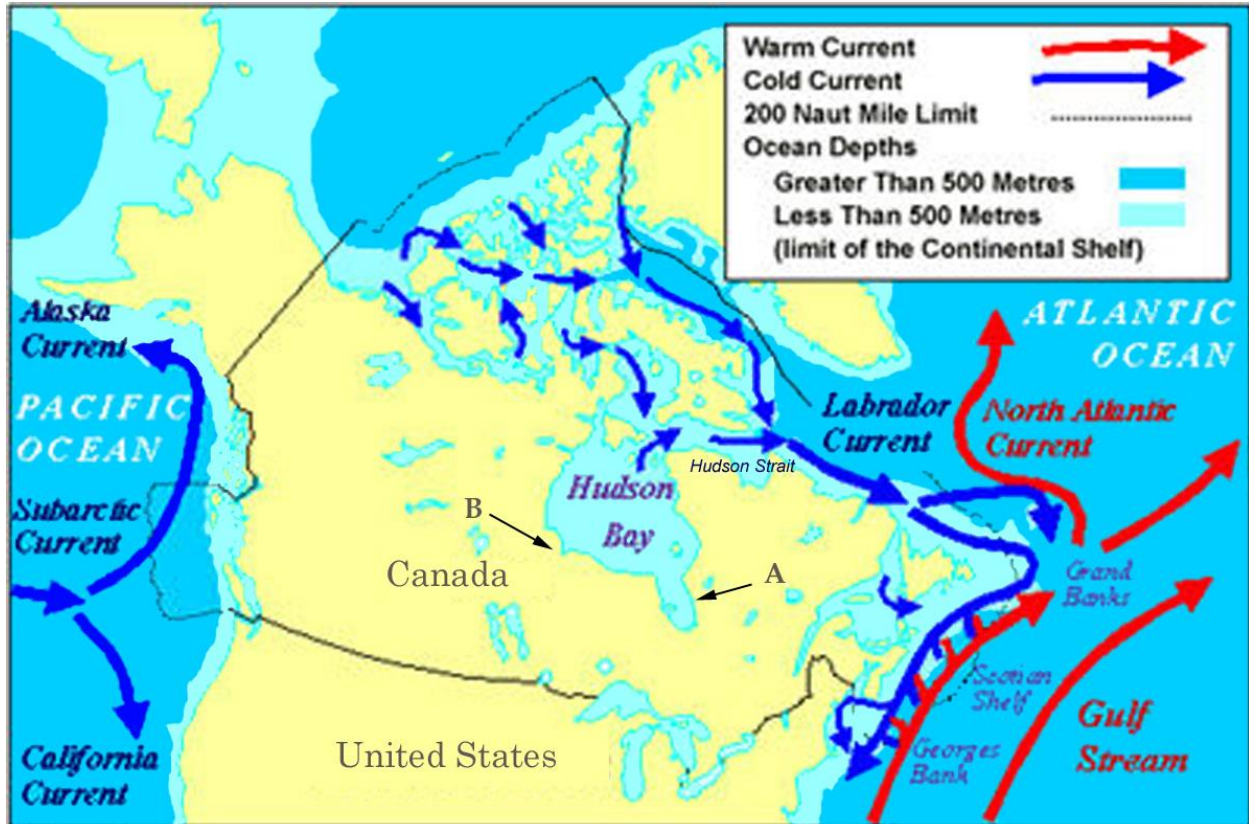 Warm Current
Cold Current
200 Naut Mile Limit
Ocean Depths
Greater Than 500 Metres
Less Than 500 Metres
(limit of the Continental Shelf)
Alaska
Current
PACIFIC
OCEAN
Subarctic
Current
California
Current
Canada
United States
B
A
Hudson
Bay
Hudson Strait
Labrador
Current
ATLANTIC
OCEAN
North Atlantic
Current
Grand
Banks
Scotian
Shelf
Georges
Bank
Gulf
Stream